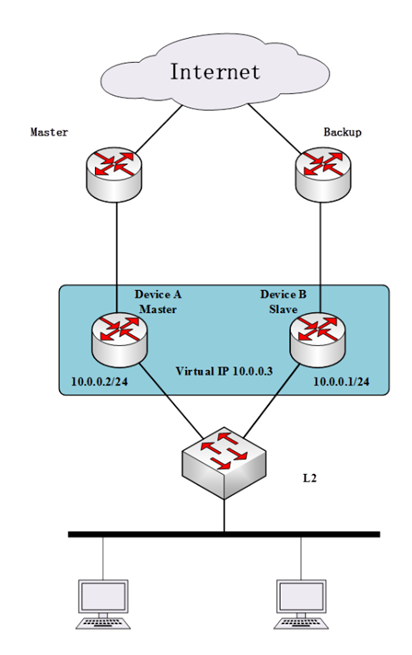 Internet
Master
Backup
Device A
Master
Device B
Slave
Virtual IP 10.0.0.3
10.0.0.2/24
10.0.0.1/24
L2